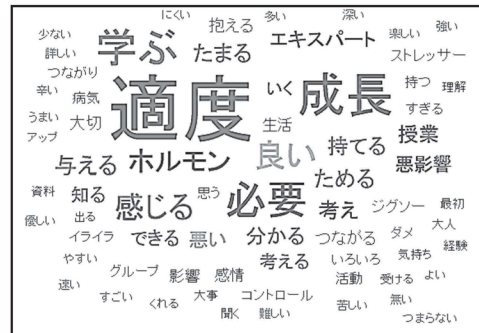 にくい 多い 深い
少ない 学ぶ 抱える エキスパート 楽しい 強い
詳しい たまる ストレッサー
つながり 適度 いく 成長 持つ 理解
辛い 病気 すぎる
うまい 大切 生活 授業
アップ 良い 持てる
与える ホルモン 悪影響
ためる
資料 知る 感じる 思う 必要 考え ジグソー 最初
優しい 出る 大人
イライラ できる 悪い 分かる つながる ダメ 経験
やすい 考える いろいろ 気持ち
速い グループ 影響 感情 活動 受ける よい
すごい くれる 大事 コントロール 苦しい 無い
聞く 難しい つまらない